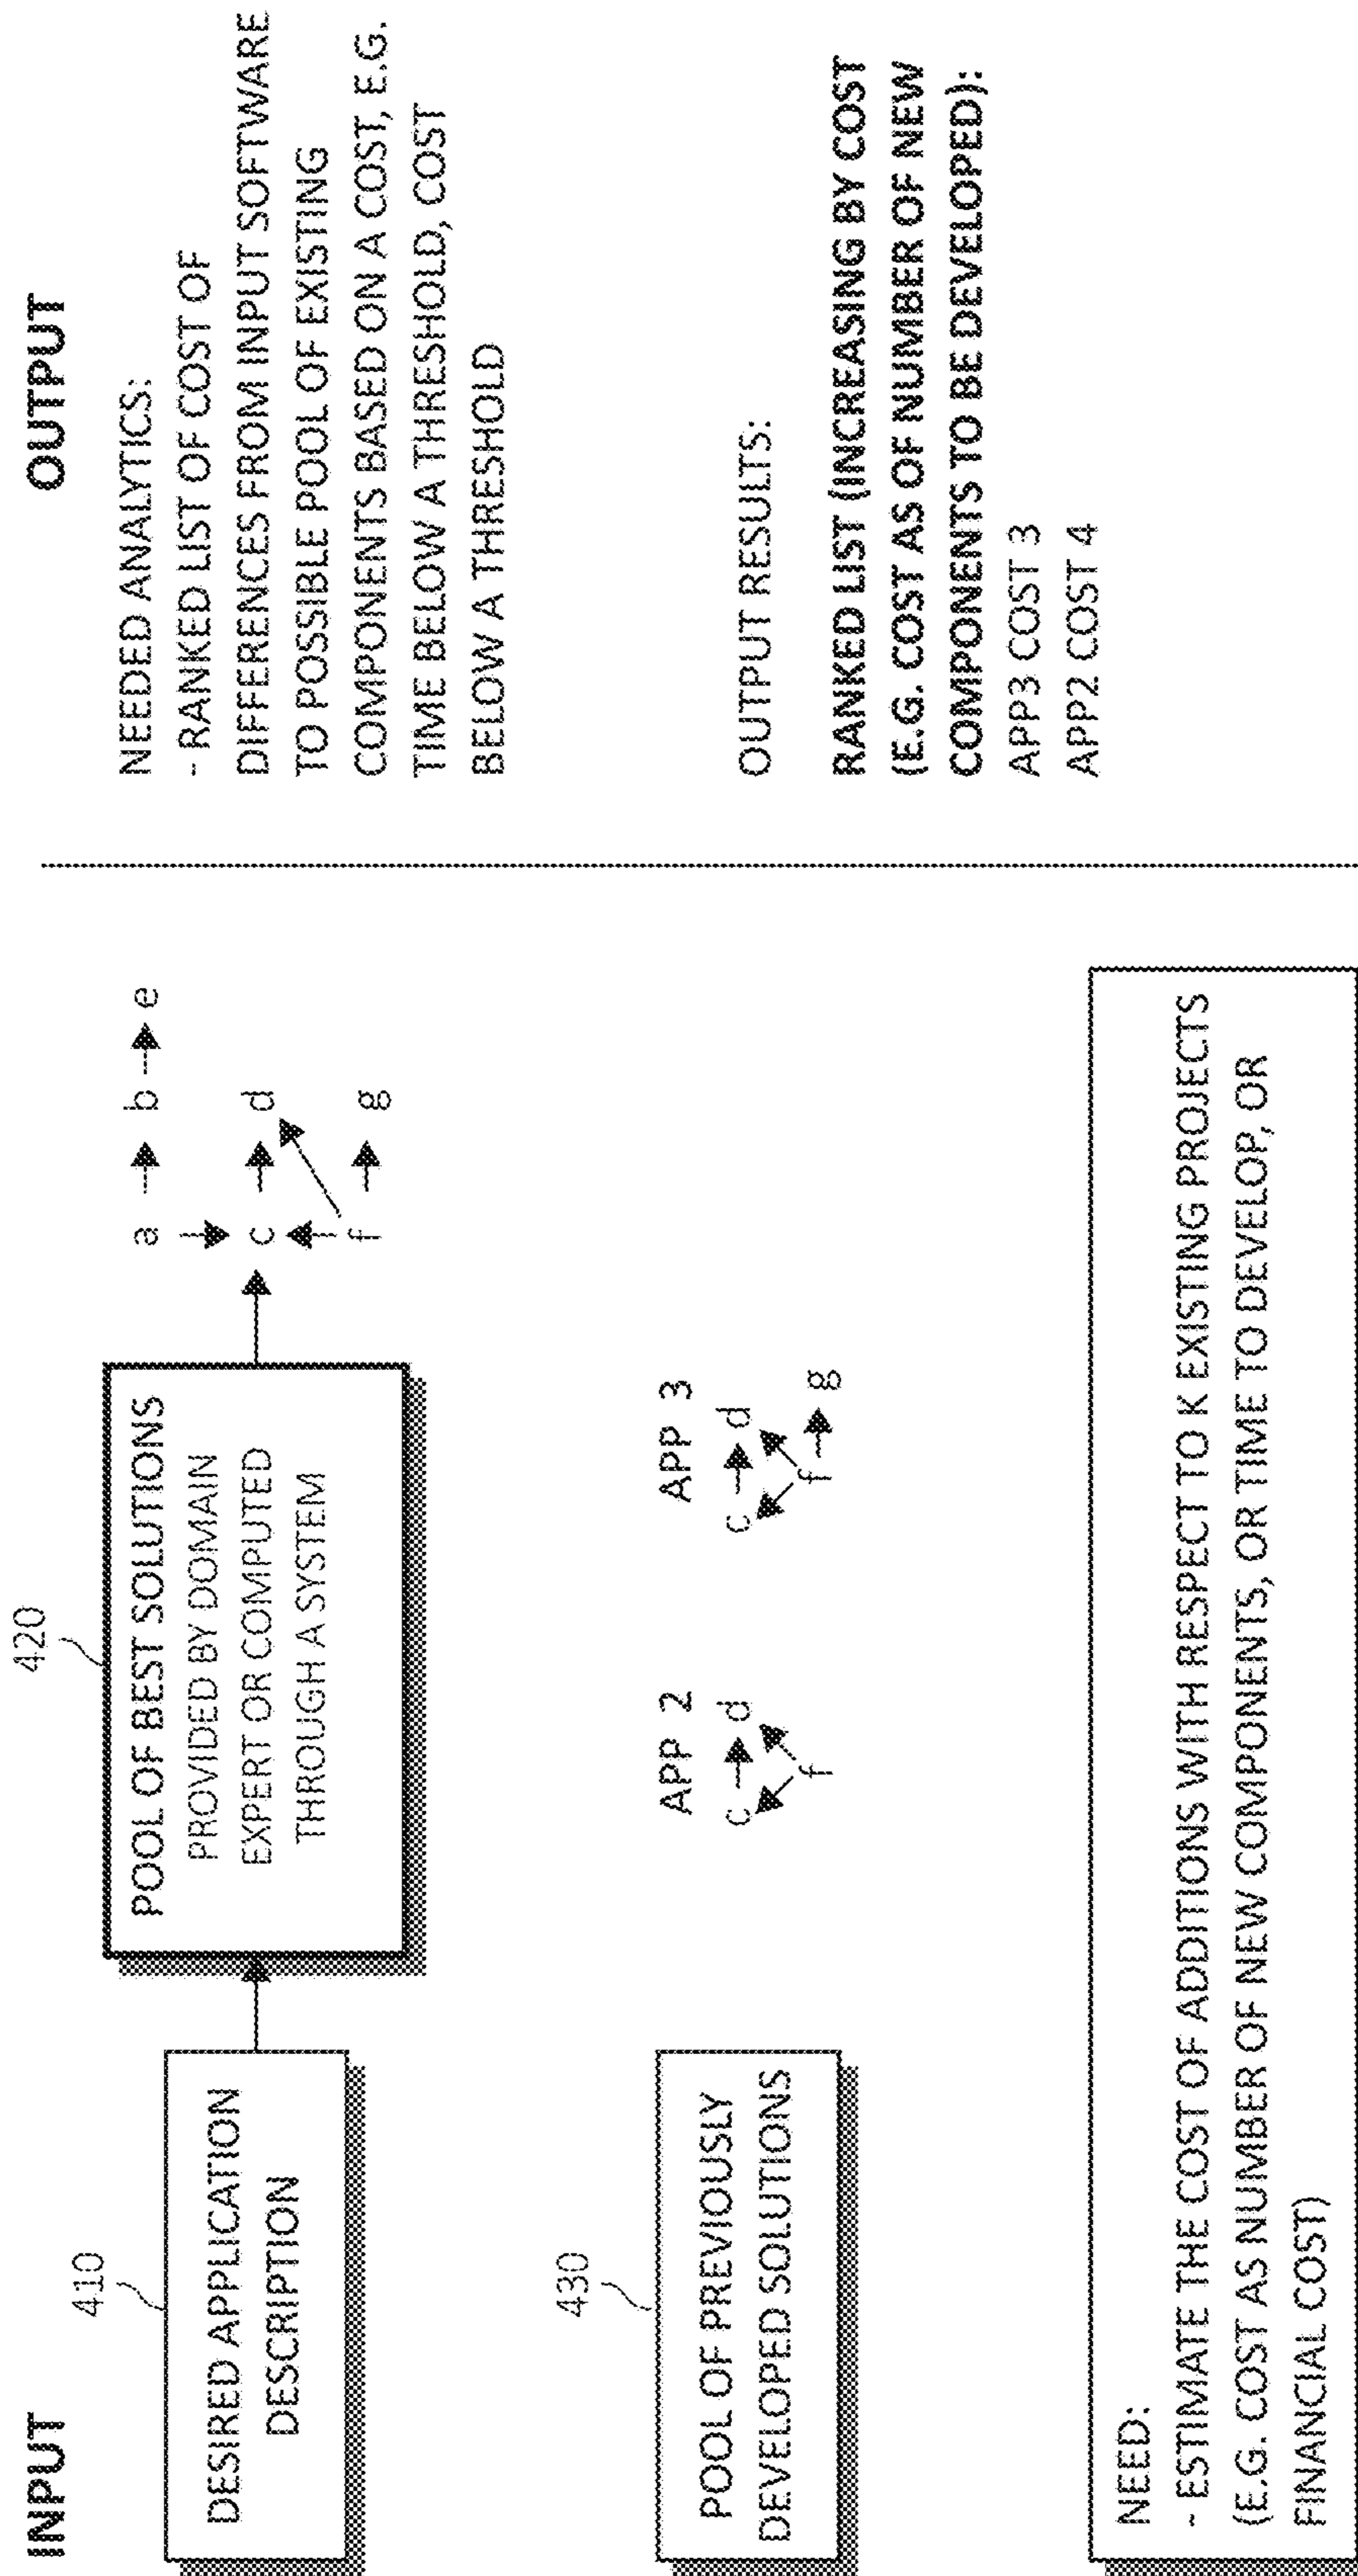 INPUT
410
DESIRED APPLICATION
DESCRIPTION
420
POOL OF BEST SOLUTIONS
PROVIDED BY DOMAIN
EXPERT OR COMPUTED
THROUGH A SYSTEM
a b e
c d
f g
430
POOL OF PREVIOUSLY
DEVELOPED SOLUTIONS
APP 2
c d
f
APP 3
c d
f g
NEED:
- ESTIMATE THE COST OF ADDITIONS WITH RESPECT TO K EXISTING PROJECTS
(E.G. COST AS NUMBER OF NEW COMPONENTS, OR TIME TO DEVELOP, OR
FINANCIAL COST)
OUTPUT
NEEDED ANALYTICS:
- RANKED LIST OF COST OF
DIFFERENCES FROM INPUT SOFTWARE
TO POSSIBLE POOL OF EXISTING
COMPONENTS BASED ON A COST, E.G.
TIME BELOW A THRESHOLD, COST
BELOW A THRESHOLD
OUTPUT RESULTS:
RANKED LIST (INCREASING BY COST
(E.G. COST AS OF NUMBER OF NEW
COMPONENTS TO BE DEVELOPED):
APP3 COST 3
APP2 COST 4